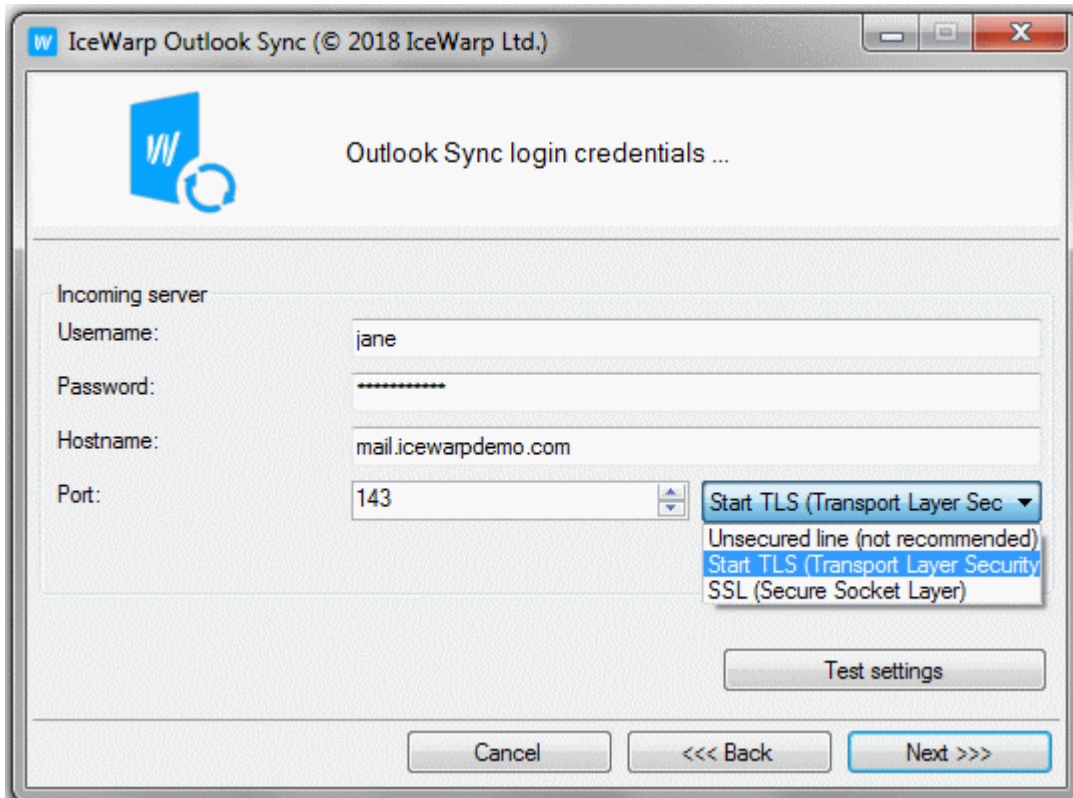 IceWarp Outlook Sync (© 2018 IceWarp Ltd.)
Outlook Sync login credentials ...
Incoming server
Username:
jane
Password:
***********
Hostname:
mail.icewarpdemo.com
Port:
143
Start TLS (Transport Layer Sec
Unsecured line (not recommended)
Start TLS (Transport Layer Security
SSL (Secure Socket Layer)
Test settings
Cancel
<<< Back
Next >>>